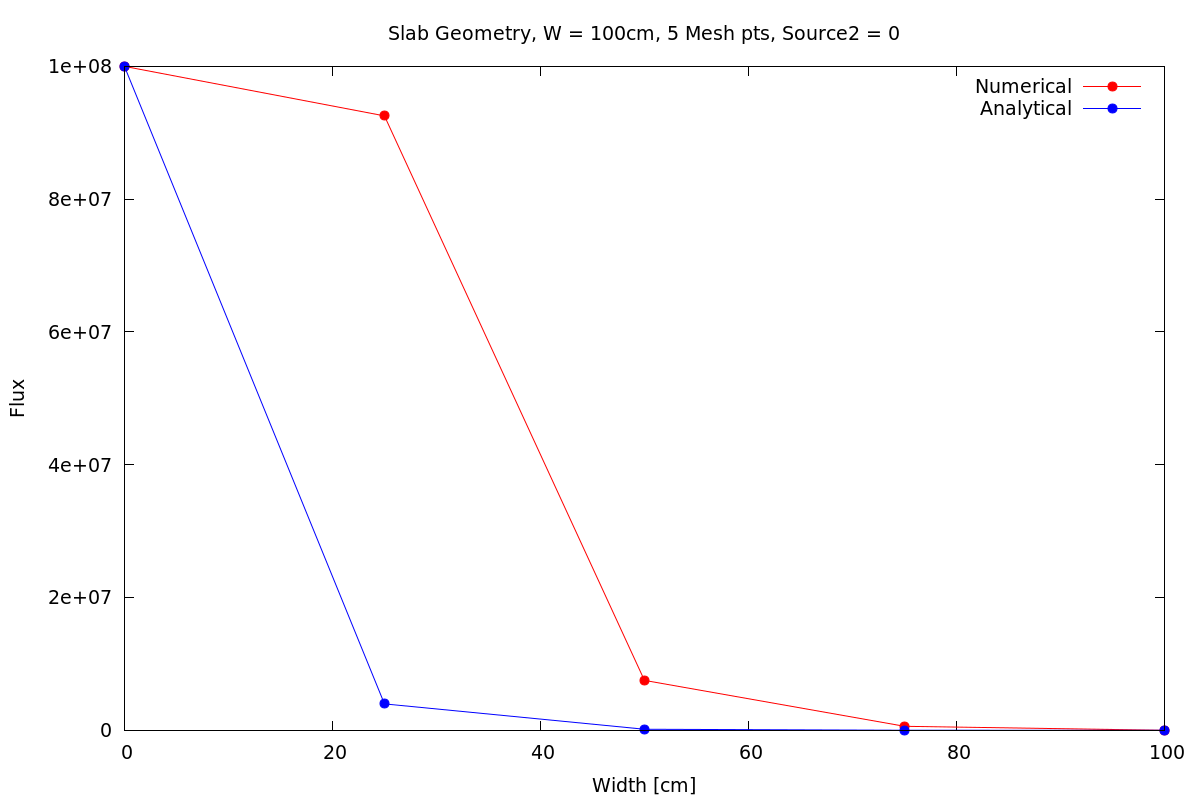 Slab Geometry, W = 100cm, 5 Mesh pts, Source2 = 0
1e+08
8e+07
6e+07
4e+07
2e+07
0
Flux
Numerical
Analytical
0 20 40 60 80 100
Width [cm]